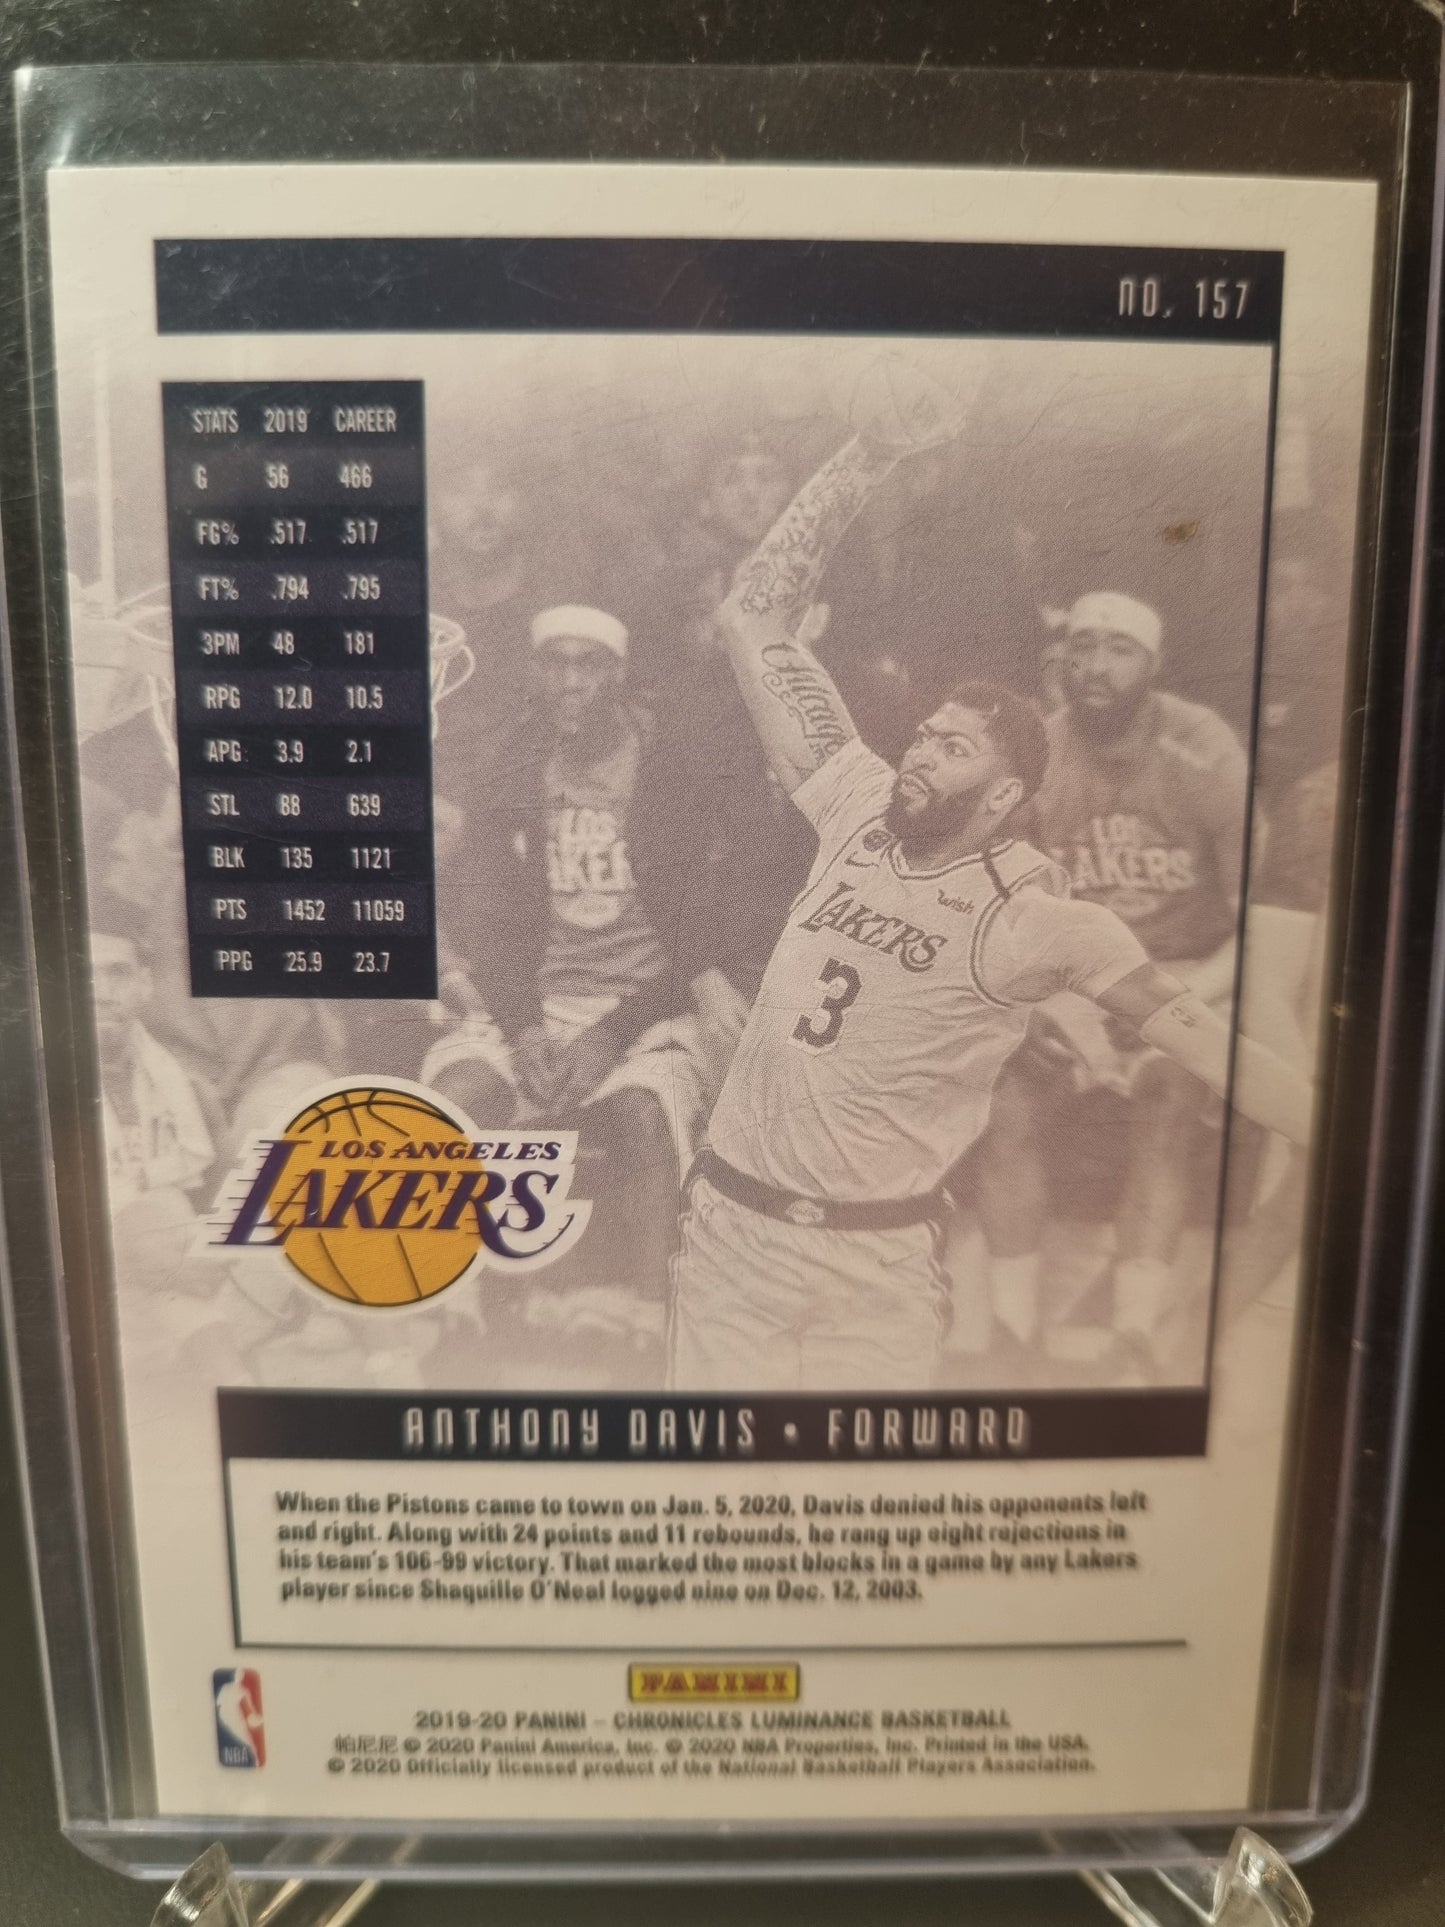 NO. 157
STATS 2019 CAREER
G 56 466
FG% .517 .517
FT% .794 .795
3PM 48 181
RPG 12.0 10.5
APG 3.9 2.1
STL 88 639
BLK 135 1121
PTS 1452 11059
PPG 25.9 23.7
Chicago
LOS
LAKERS
LOS
LAKERS
wish
LAKERS
3
LOS ANGELES
LAKERS
ANTHONY DAVIS • FORWARD
When the Pistons came to town on Jan. 5, 2020, Davis denied his opponents left
and right. Along with 24 points and 11 rebounds, he rang up eight rejections in
his team's 106-99 victory. That marked the most blocks in a game by any Lakers
player since Shaquille O'Neal logged nine on Dec. 12, 2003.
NBA
PANINI
2019-20 PANINI – CHRONICLES LUMINANCE BASKETBALL
帕尼尼 © 2020 Panini America, Inc. © 2020 NBA Properties, Inc. Printed in the USA.
© 2020 Officially licensed product of the National Basketball Players Association.